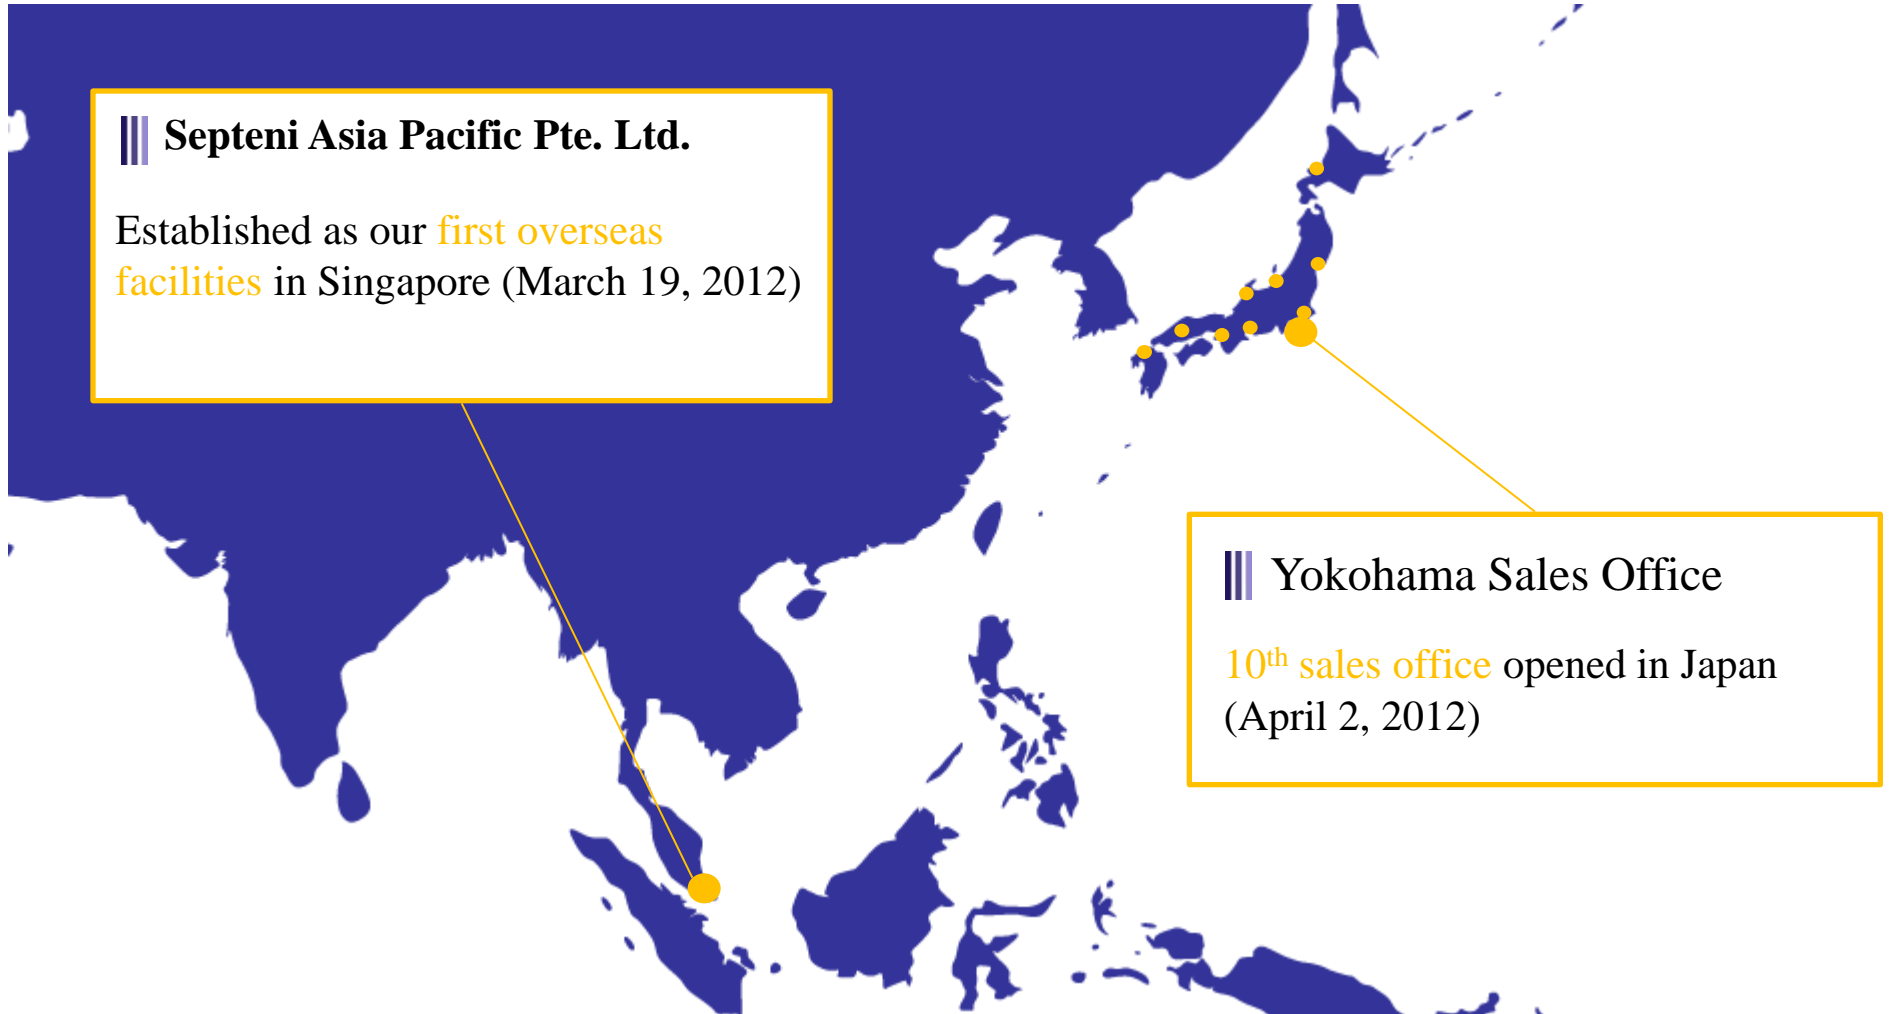 Septeni Asia Pacific Pte. Ltd.
Established as our first overseas
facilities in Singapore (March 19, 2012)
Yokohama Sales Office
10th sales office opened in Japan
(April 2, 2012)